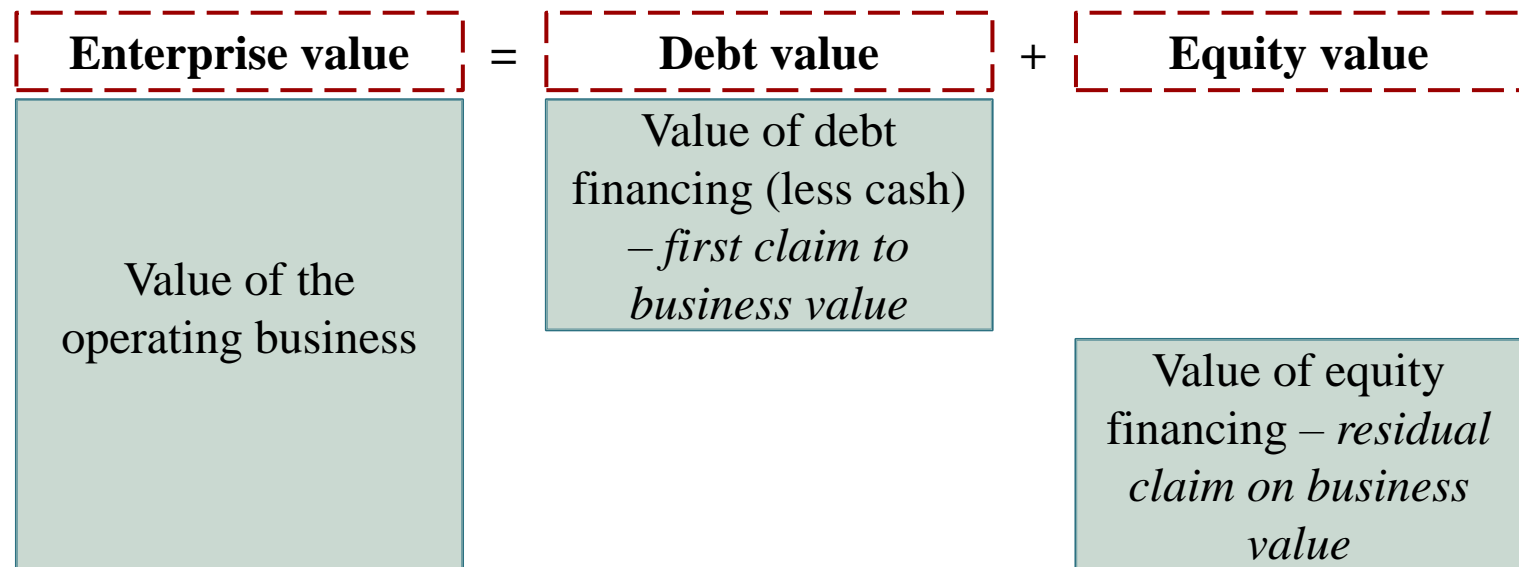 Enterprise value = Debt value + Equity value
Value of the
operating business
Value of debt
financing (less cash)
– first claim to
business value
Value of equity
financing – residual
claim on business
value